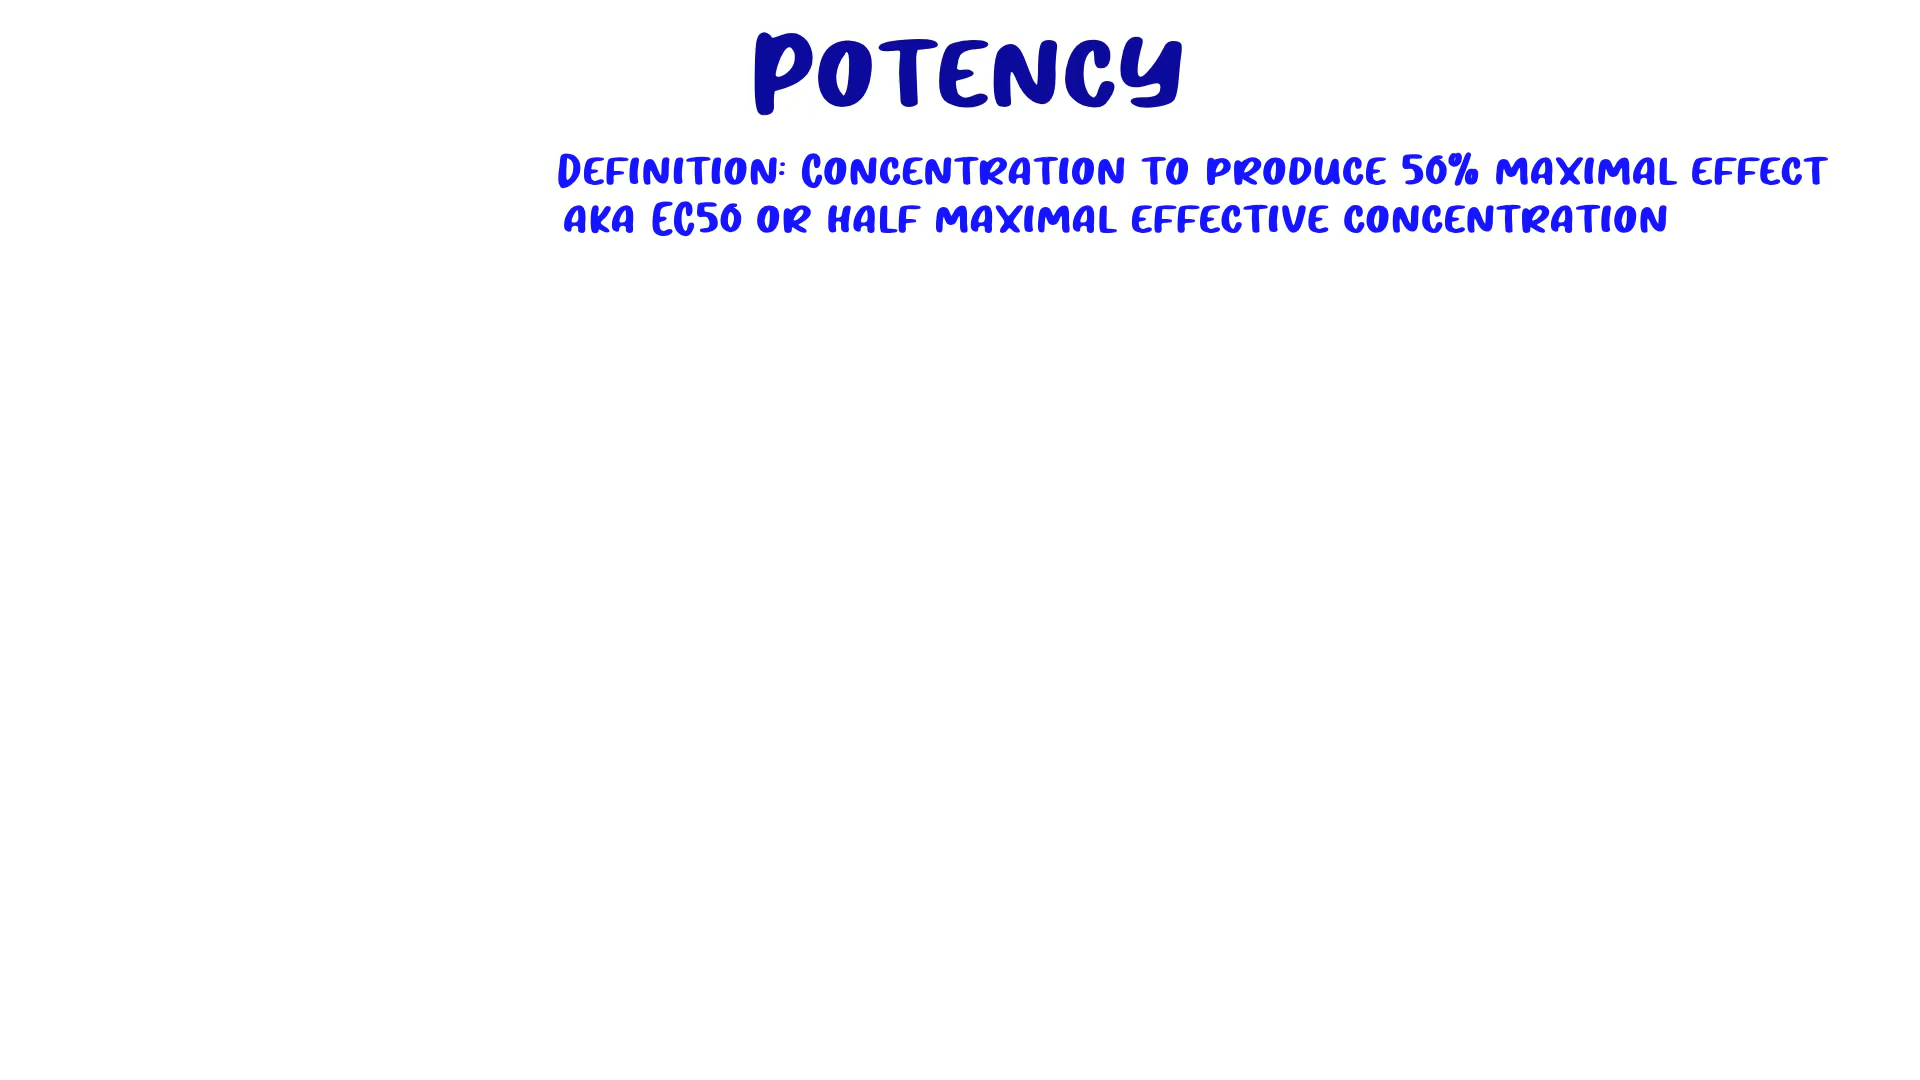 Potency
Definition: Concentration to produce 50% maximal effect
aka EC50 or half maximal effective concentration